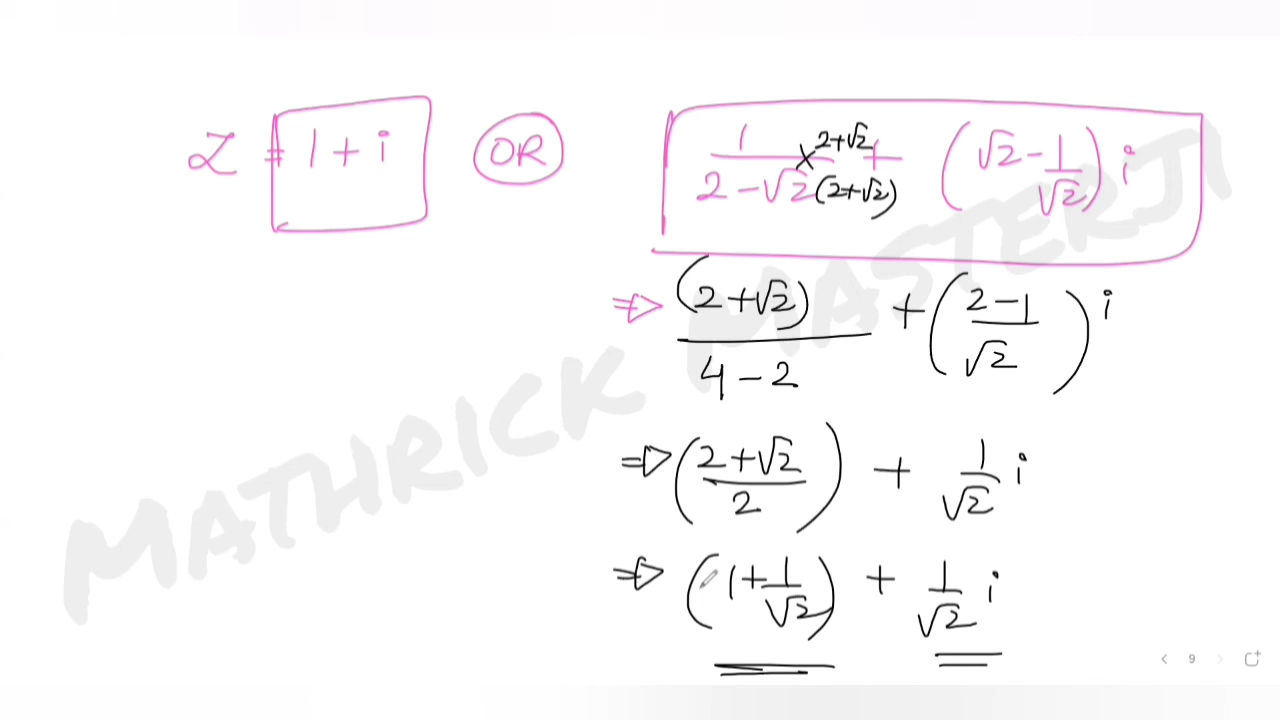 Z = 1 + i OR 1/(2 - √2) × (2+√2)/(2+√2) + (√2 - 1/√2) i
⇒ (2+√2)/(4-2) + ((2-1)/√2) i
⇒ ((2+√2)/2) + 1/√2 i
⇒ (1+1/√2) + 1/√2 i
MATHRICK MASTERJI
< 9 >